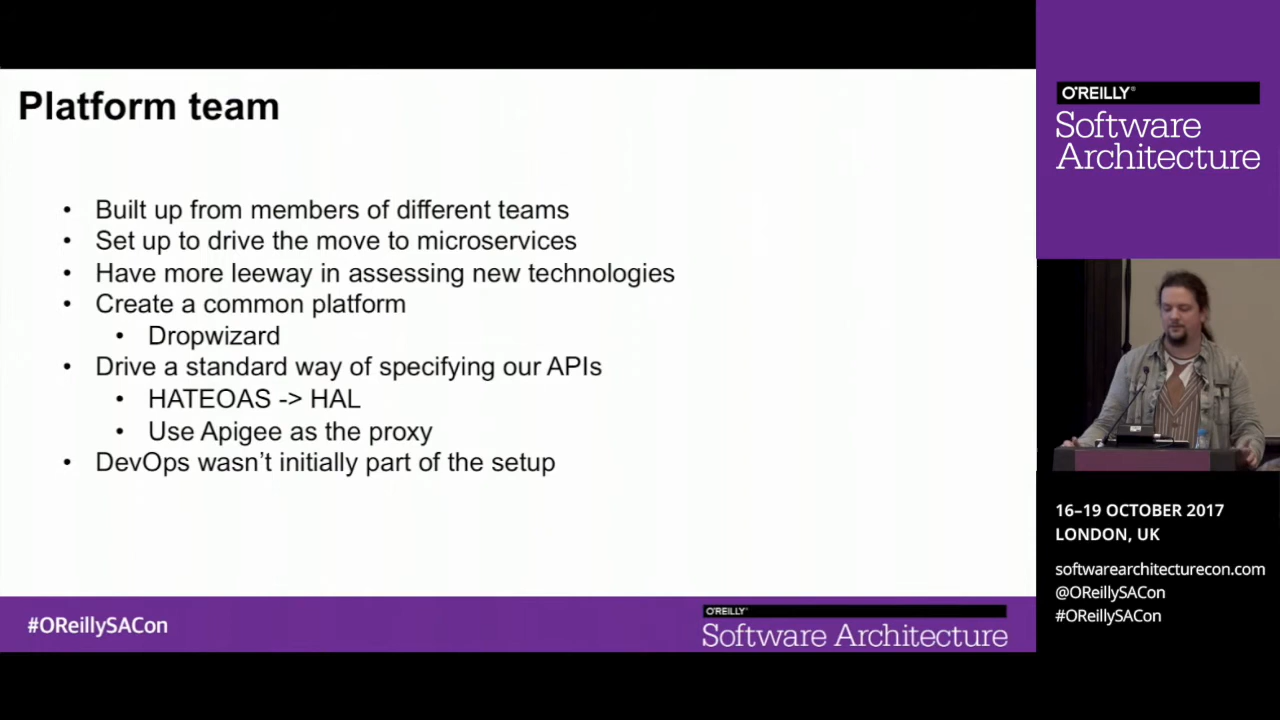 Platform team
• Built up from members of different teams
• Set up to drive the move to microservices
• Have more leeway in assessing new technologies
• Create a common platform
• Dropwizard
• Drive a standard way of specifying our APIs
• HATEOAS -> HAL
• Use Apigee as the proxy
• DevOps wasn't initially part of the setup
#OReillySACon
O'REILLY®
Software Architecture
O'REILLY®
Software
Architecture
16–19 OCTOBER 2017
LONDON, UK
softwarearchitecturecon.com
@OReillySACon
#OReillySACon